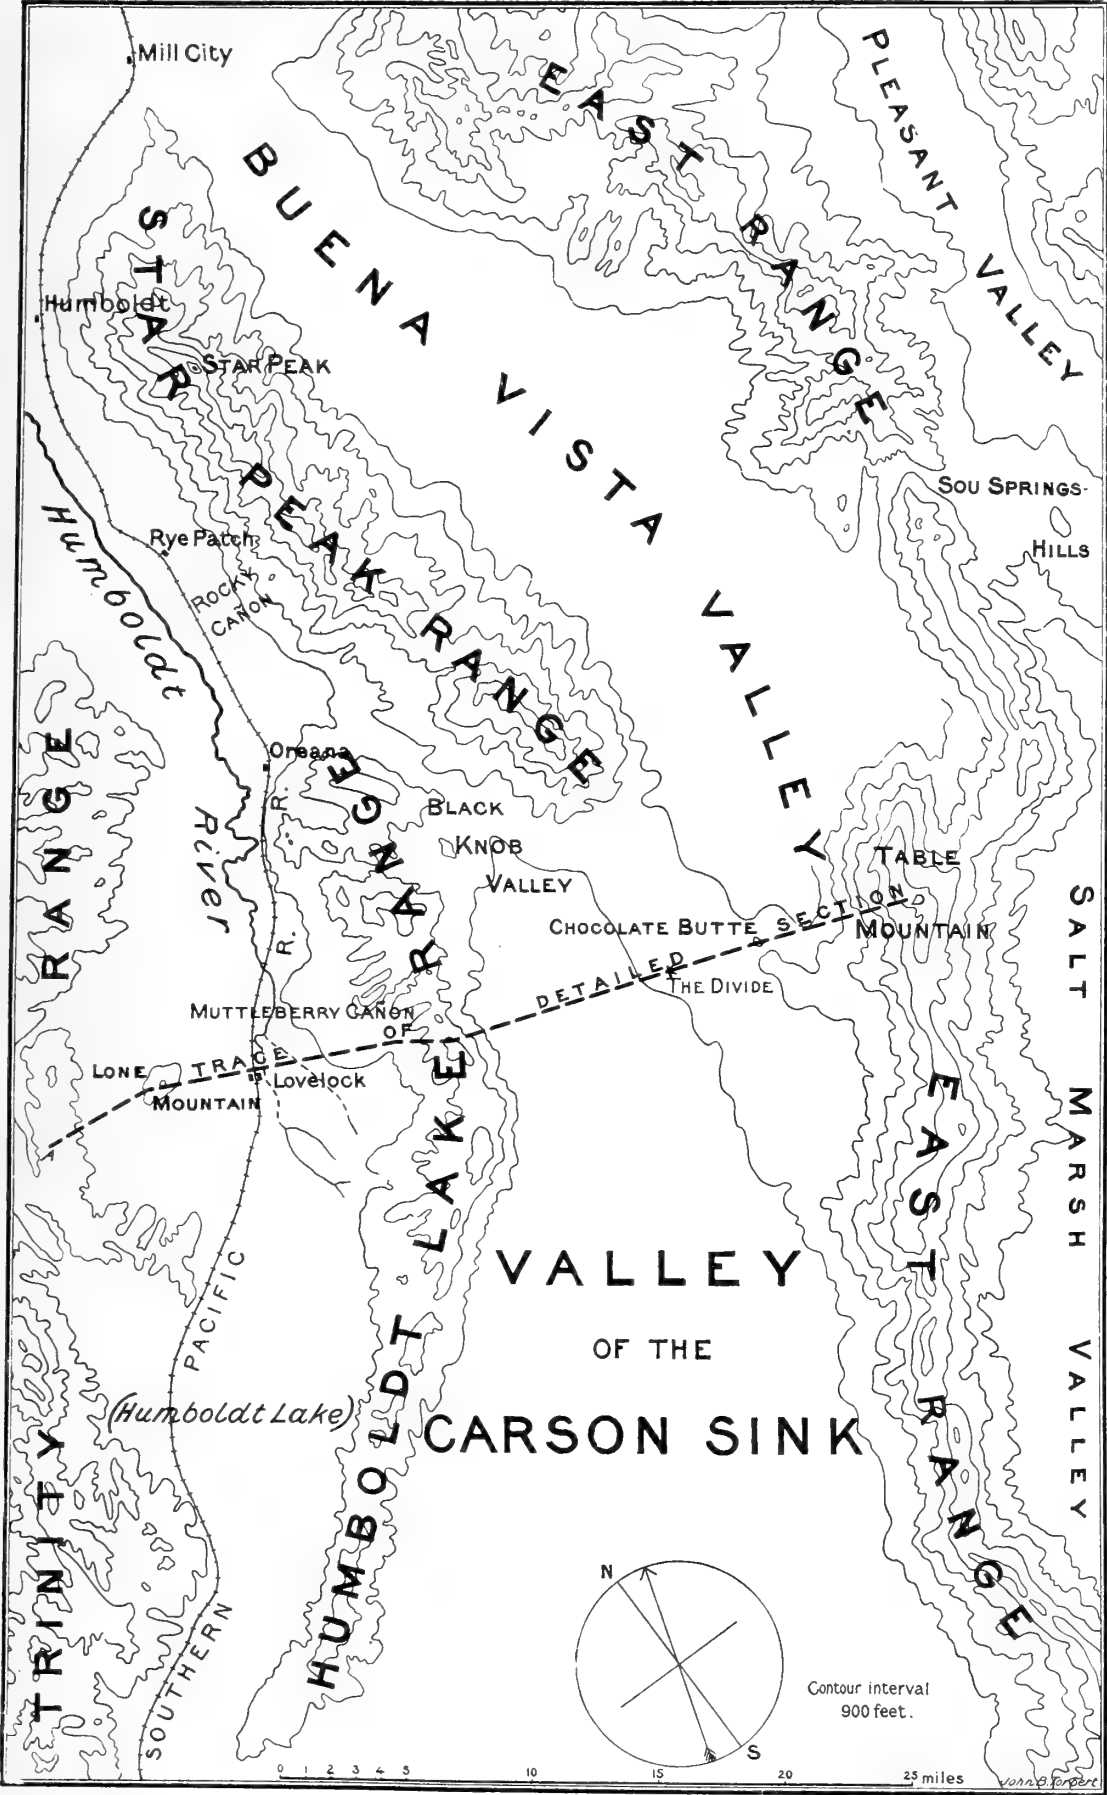 Mill City
EAST RANGE
PLEASANT VALLEY
BUENA VISTA VALLEY
STAR PEAK RANGE
Humboldt
STAR PEAK
SOU SPRINGS-
HILLS
Rye Patch
ROCKY
CAÑON
Humboldt River
Oreana
BLACK
KNOB
VALLEY
TABLE
MOUNTAIN
CHOCOLATE BUTTE
THE DIVIDE
TRACE OF DETAILED SECTION
R. R.
MUTTLEBERRY CAÑON
LONE
MOUNTAIN
Lovelock
HUMBOLDT LAKE RANGE
TRINITY RANGE
SALT MARSH VALLEY
EAST RANGE
VALLEY
OF THE
CARSON SINK
(Humboldt Lake)
SOUTHERN PACIFIC
N
S
Contour interval
900 feet.
0 1 2 3 4 5 10 15 20 25 miles
John B. Torbert